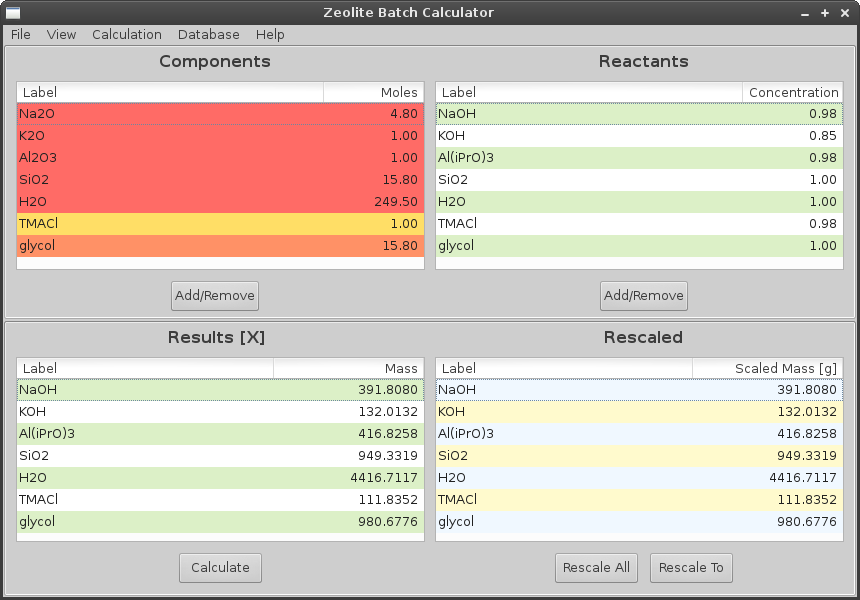 Zeolite Batch Calculator
File View Calculation Database Help
Components
Label Moles
Na2O 4.80
K2O 1.00
Al2O3 1.00
SiO2 15.80
H2O 249.50
TMACl 1.00
glycol 15.80
Add/Remove
Reactants
Label Concentration
NaOH 0.98
KOH 0.85
Al(iPrO)3 0.98
SiO2 1.00
H2O 1.00
TMACl 0.98
glycol 1.00
Add/Remove
Results [X]
Label Mass
NaOH 391.8080
KOH 132.0132
Al(iPrO)3 416.8258
SiO2 949.3319
H2O 4416.7117
TMACl 111.8352
glycol 980.6776
Calculate
Rescaled
Label Scaled Mass [g]
NaOH 391.8080
KOH 132.0132
Al(iPrO)3 416.8258
SiO2 949.3319
H2O 4416.7117
TMACl 111.8352
glycol 980.6776
Rescale All Rescale To